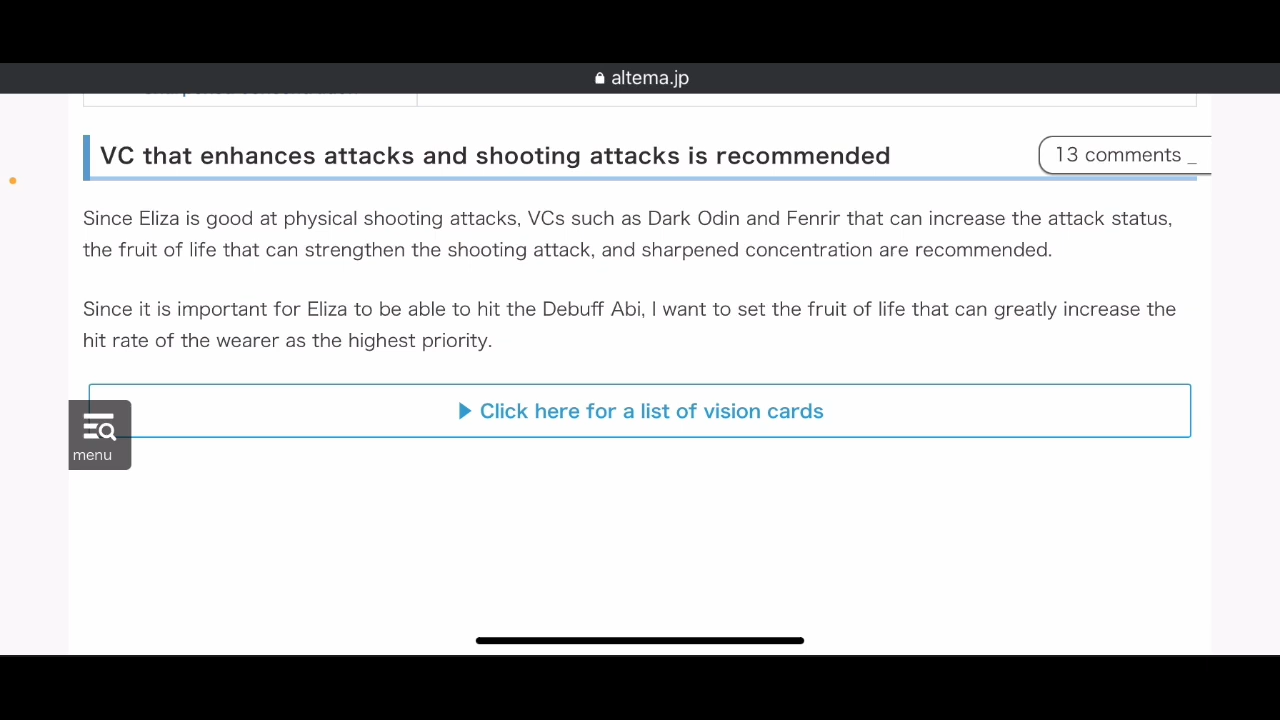 altema.jp
VC that enhances attacks and shooting attacks is recommended
13 comments _
Since Eliza is good at physical shooting attacks, VCs such as Dark Odin and Fenrir that can increase the attack status,
the fruit of life that can strengthen the shooting attack, and sharpened concentration are recommended.
Since it is important for Eliza to be able to hit the Debuff Abi, I want to set the fruit of life that can greatly increase the
hit rate of the wearer as the highest priority.
Click here for a list of vision cards
menu